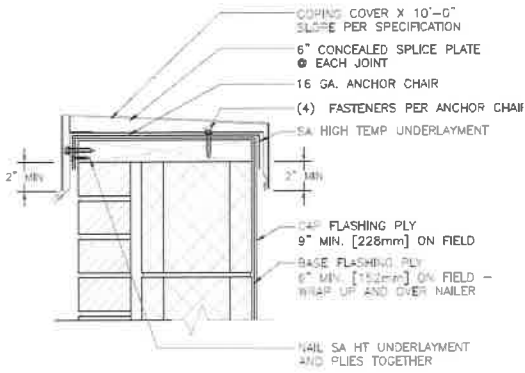 COPING COVER X 10'-0"
SLOPE PER SPECIFICATION
6" CONCEALED SPLICE PLATE
@ EACH JOINT
16 GA. ANCHOR CHAIR
(4) FASTENERS PER ANCHOR CHAIR
SA HIGH TEMP UNDERLAYMENT
2" MIN
2" MIN
CAP FLASHING PLY
9" MIN. [228mm] ON FIELD
BASE FLASHING PLY
6" MIN. [152mm] ON FIELD -
WRAP UP AND OVER NAILER
NAIL SA HT UNDERLAYMENT
AND PLIES TOGETHER